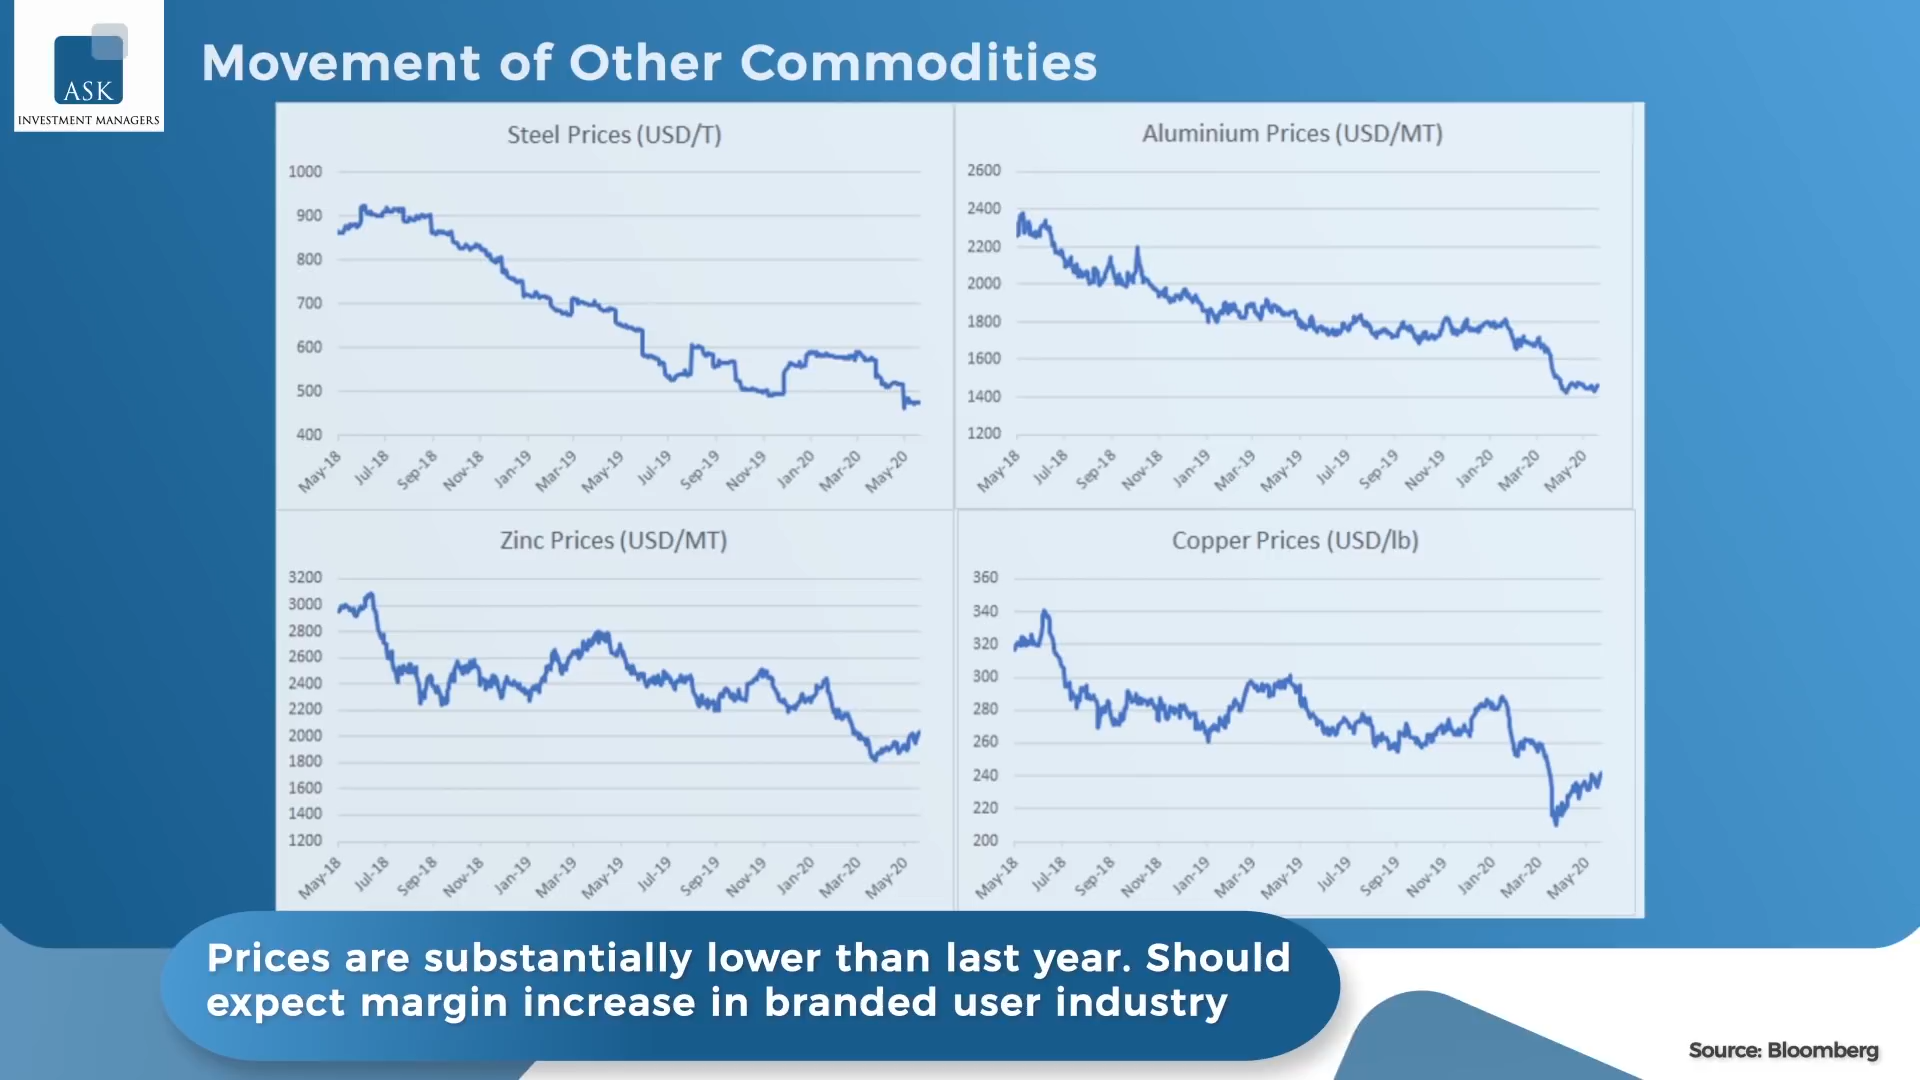 ASK
INVESTMENT MANAGERS
Movement of Other Commodities
Steel Prices (USD/T)
1000
900
800
700
600
500
400
May-18 Jul-18 Sep-18 Nov-18 Jan-19 Mar-19 May-19 Jul-19 Sep-19 Nov-19 Jan-20 Mar-20 May-20
Aluminium Prices (USD/MT)
2600
2400
2200
2000
1800
1600
1400
1200
May-18 Jul-18 Sep-18 Nov-18 Jan-19 Mar-19 May-19 Jul-19 Sep-19 Nov-19 Jan-20 Mar-20 May-20
Zinc Prices (USD/MT)
3200
3000
2800
2600
2400
2200
2000
1800
1600
1400
1200
May-18 Jul-18 Sep-18 Nov-18 Jan-19 Mar-19 May-19 Jul-19 Sep-19 Nov-19 Jan-20 Mar-20 May-20
Copper Prices (USD/lb)
360
340
320
300
280
260
240
220
200
May-18 Jul-18 Sep-18 Nov-18 Jan-19 Mar-19 May-19 Jul-19 Sep-19 Nov-19 Jan-20 Mar-20 May-20
Prices are substantially lower than last year. Should
expect margin increase in branded user industry
Source: Bloomberg